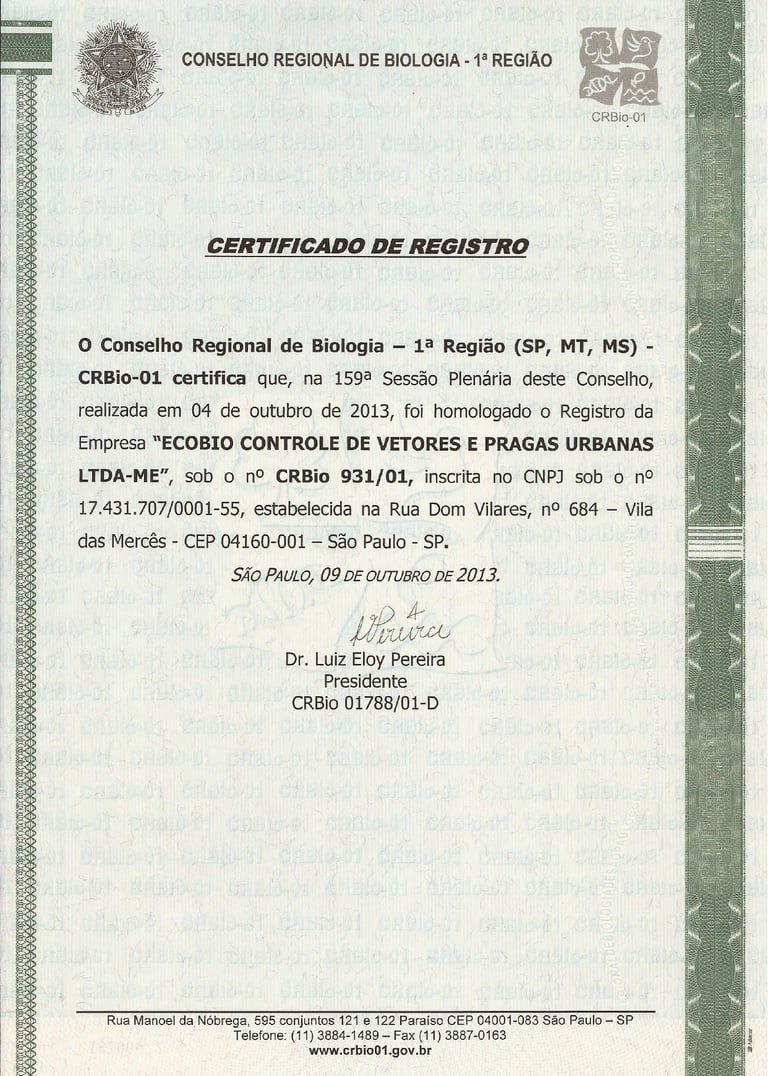 CONSELHO REGIONAL DE BIOLOGIA - 1ª REGIÃO
CRBio-01
CERTIFICADO DE REGISTRO
O Conselho Regional de Biologia – 1ª Região (SP, MT, MS) -
CRBio-01 certifica que, na 159ª Sessão Plenária deste Conselho,
realizada em 04 de outubro de 2013, foi homologado o Registro da
Empresa “ECOBIO CONTROLE DE VETORES E PRAGAS URBANAS
LTDA-ME”, sob o nº CRBio 931/01, inscrita no CNPJ sob o nº
17.431.707/0001-55, estabelecida na Rua Dom Vilares, nº 684 – Vila
das Mercês - CEP 04160-001 – São Paulo - SP.
SÃO PAULO, 09 DE OUTUBRO DE 2013.
Dr. Luiz Eloy Pereira
Presidente
CRBio 01788/01-D
Rua Manoel da Nóbrega, 595 conjuntos 121 e 122 Paraíso CEP 04001-083 São Paulo – SP
Telefone: (11) 3884-1489 – Fax (11) 3887-0163
www.crbio01.gov.br